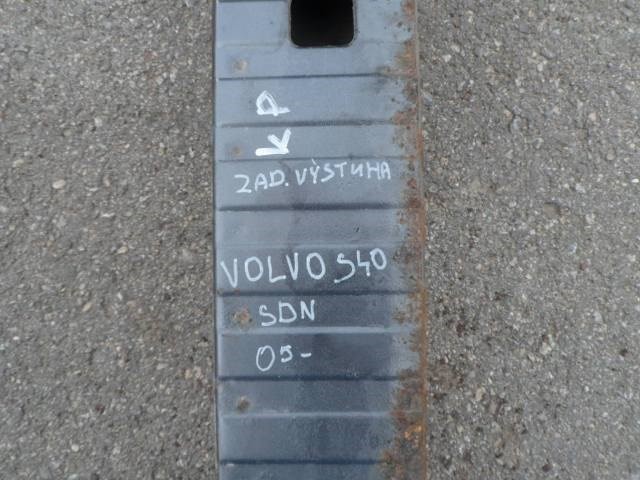 ZAD. VÝSTUHA
VOLVO S40
SDN
05-